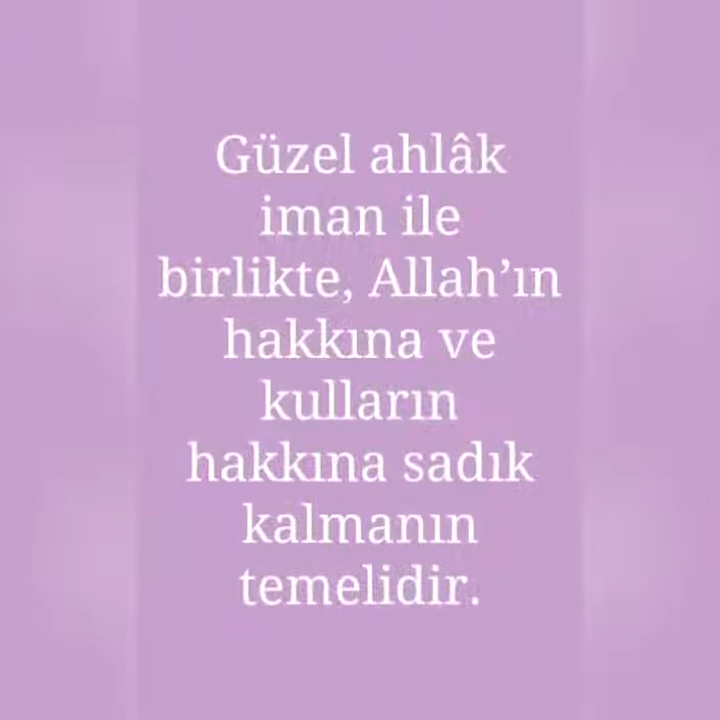 Güzel ahlâk
iman ile
birlikte, Allah’ın
hakkına ve
kulların
hakkına sadık
kalmanın
temelidir.